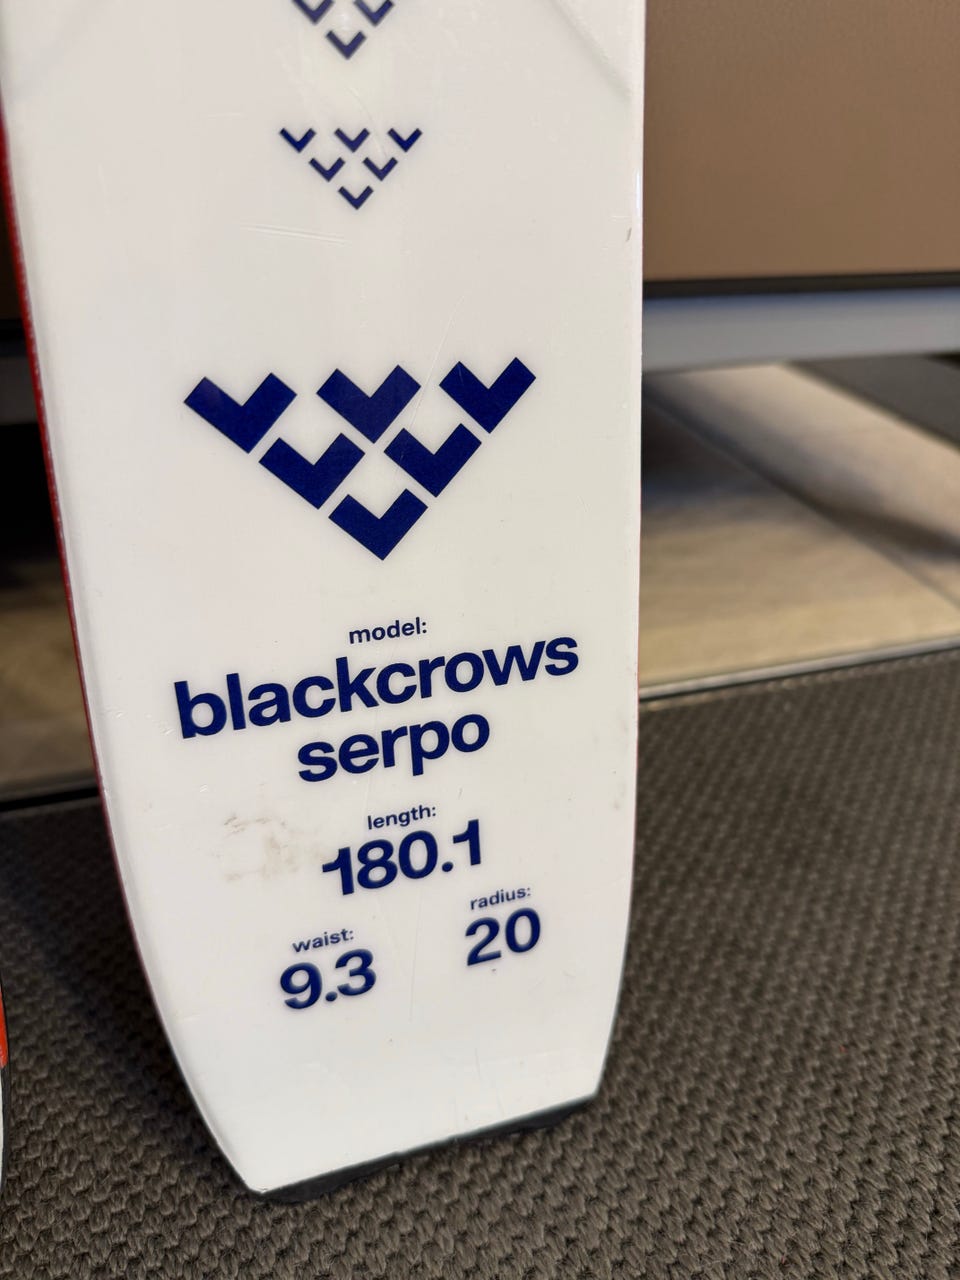 model:
blackcrows
serpo
length:
180.1
waist:
9.3
radius:
20